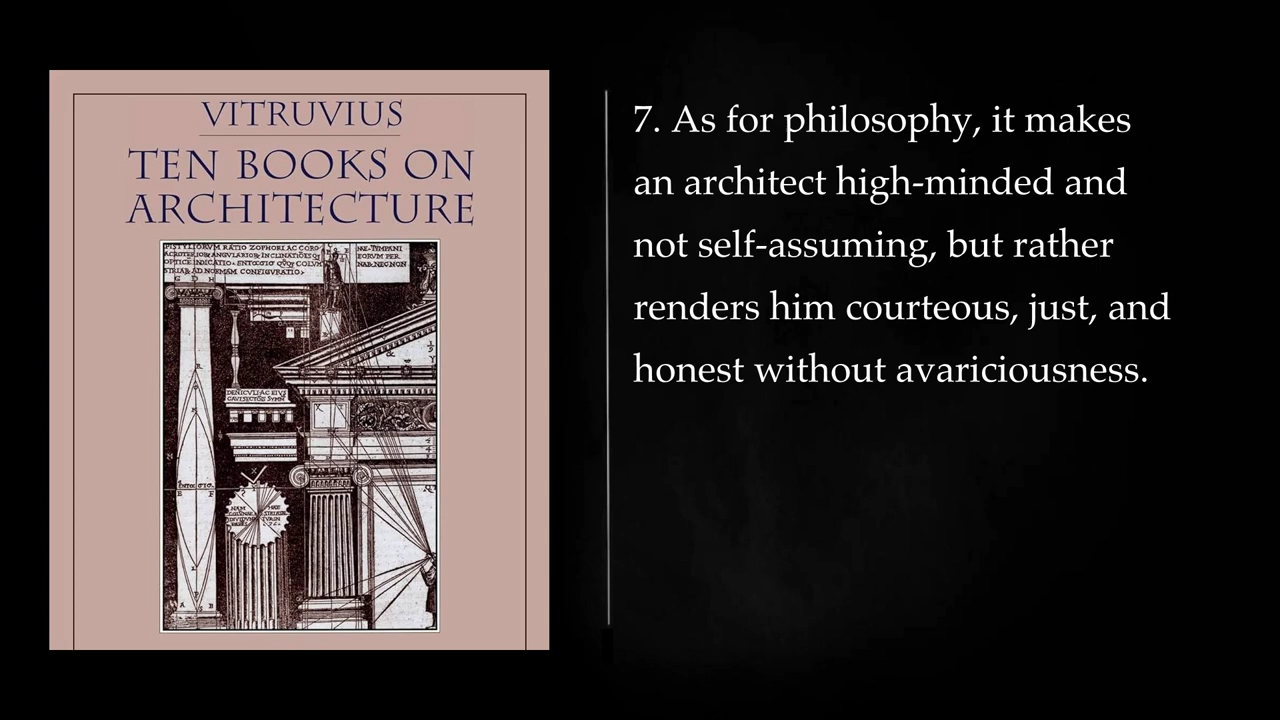 VITRUVIUS
TEN BOOKS ON
ARCHITECTURE
7. As for philosophy, it makes
an architect high-minded and
not self-assuming, but rather
renders him courteous, just, and
honest without avariciousness.